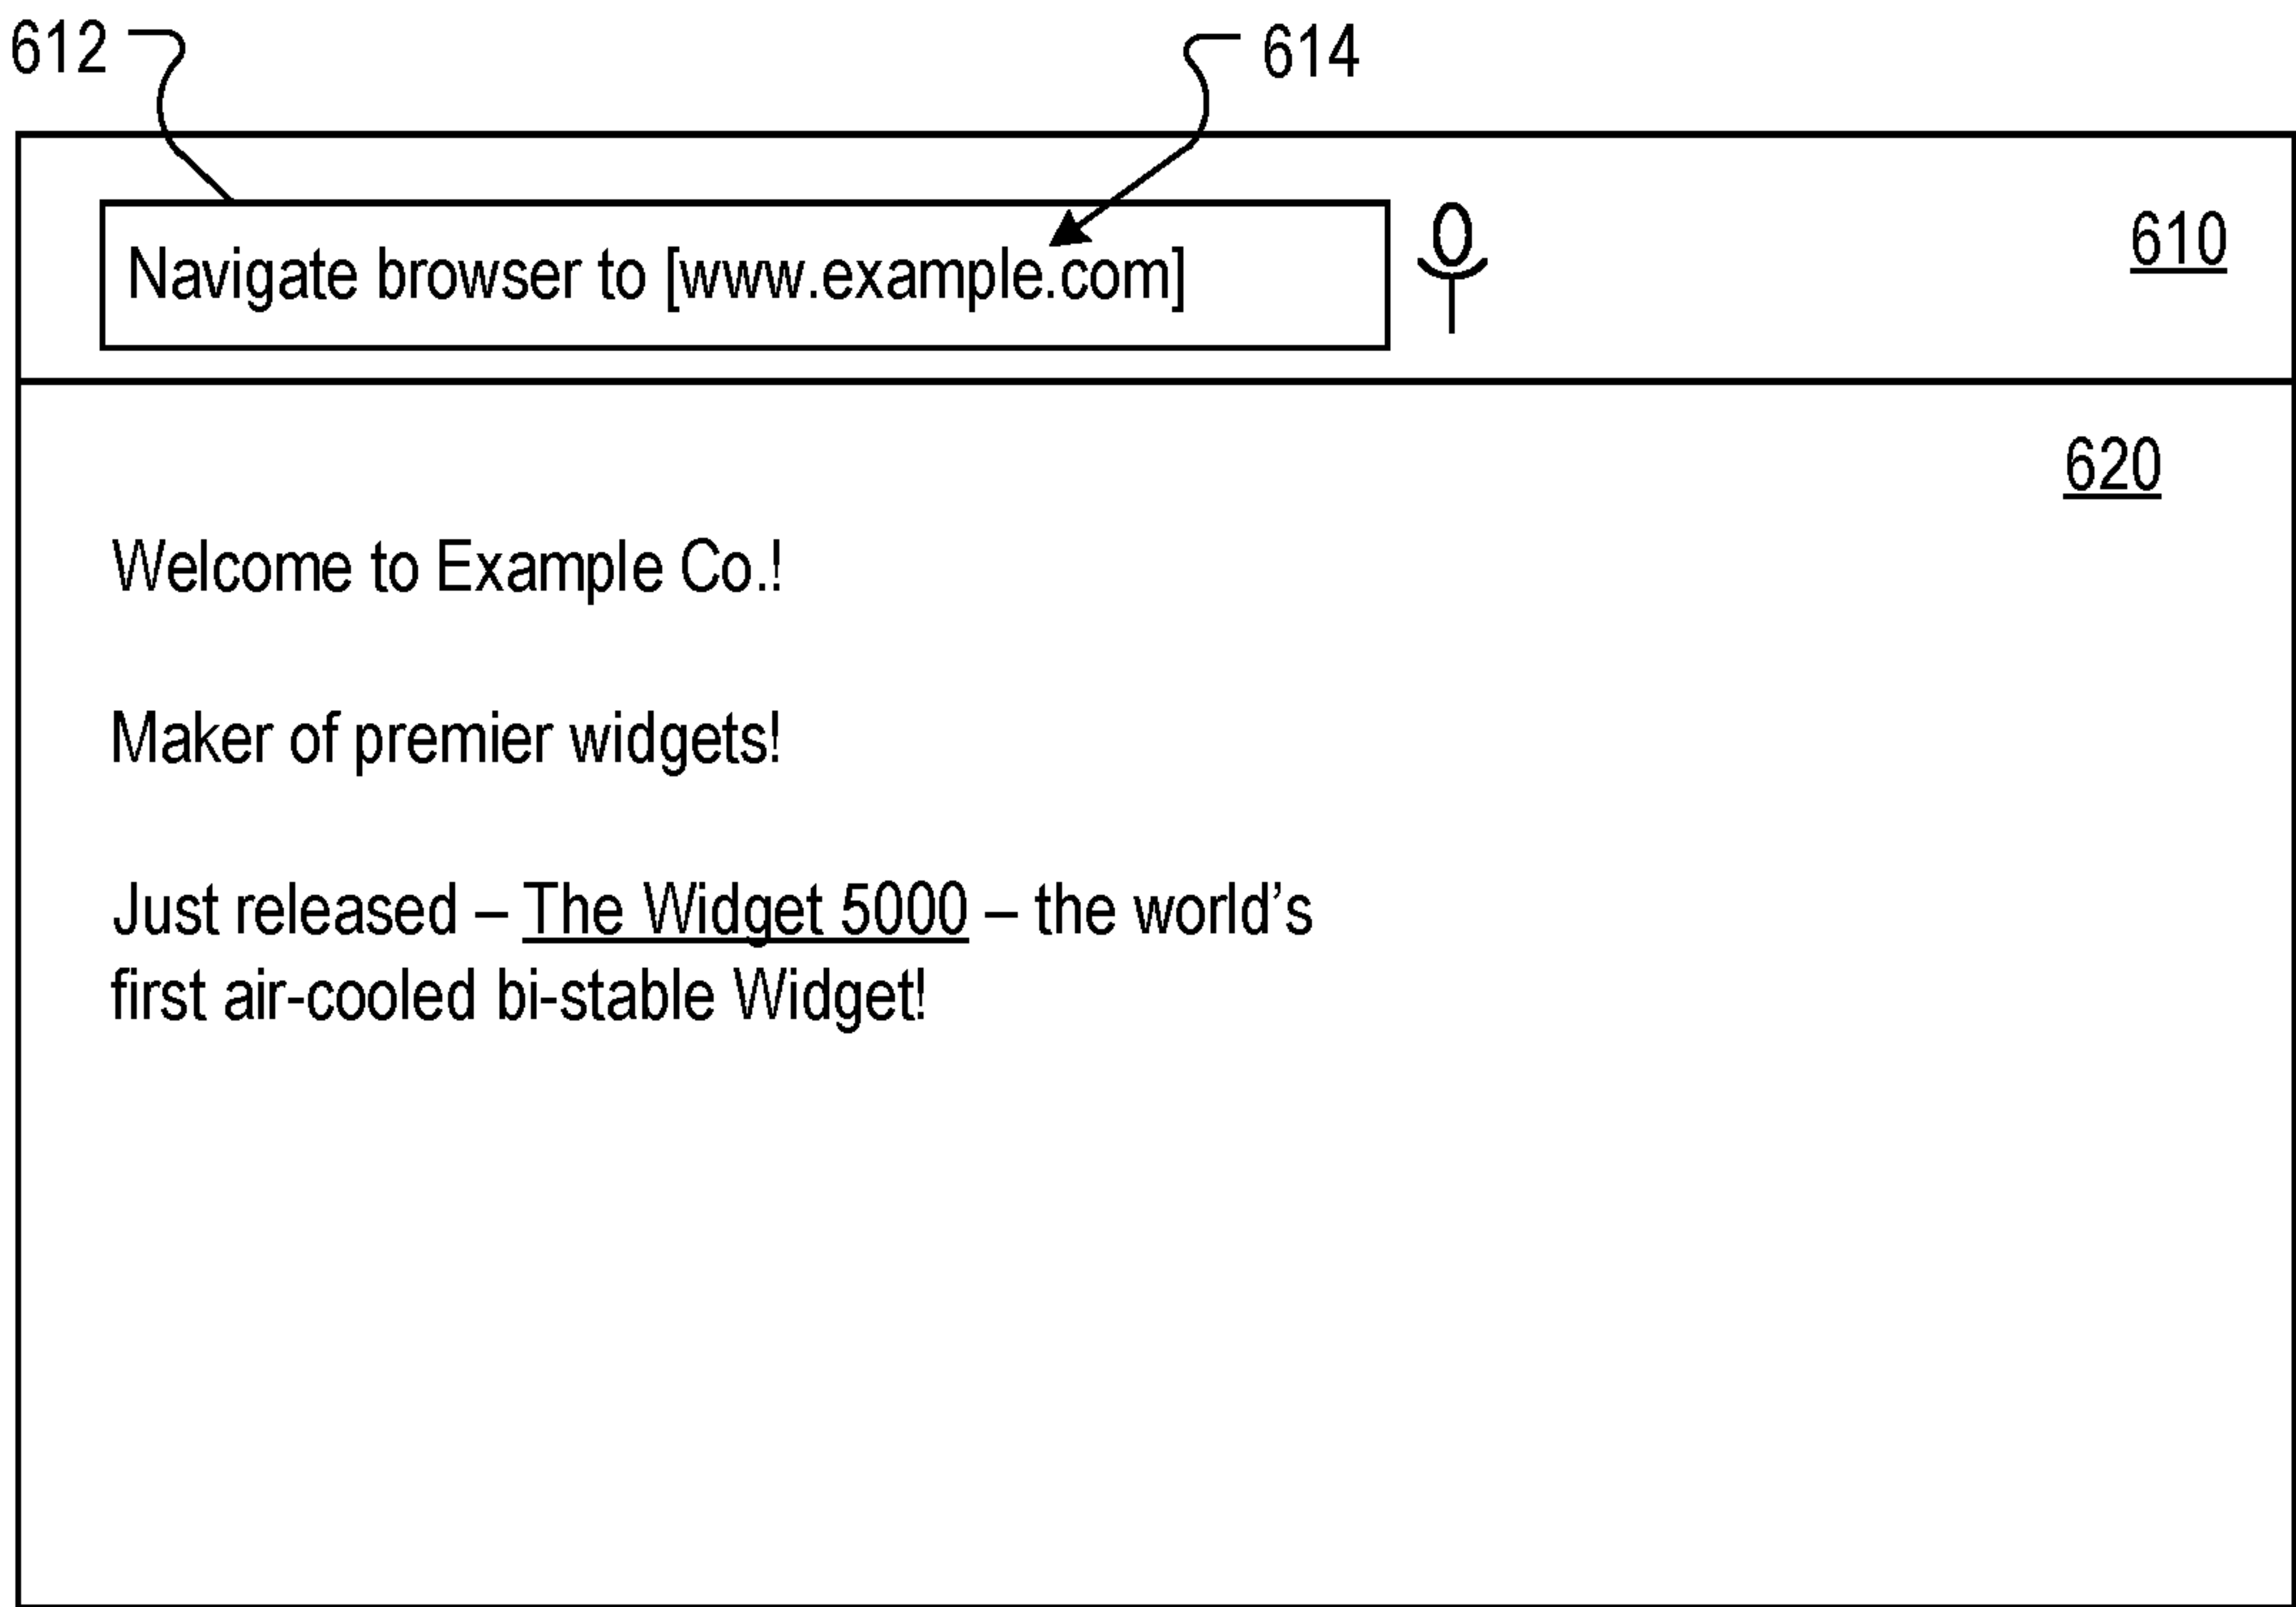 612
614
Navigate browser to [www.example.com]
610
620
Welcome to Example Co.!
Maker of premier widgets!
Just released – The Widget 5000 – the world’s
first air-cooled bi-stable Widget!